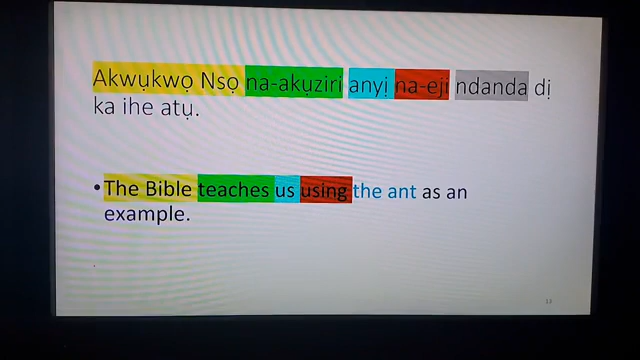 Akwụkwọ Nsọ na-akụziri anyị na-eji ndanda dị
ka ihe atụ.
• The Bible teaches us using the ant as an
example.
13